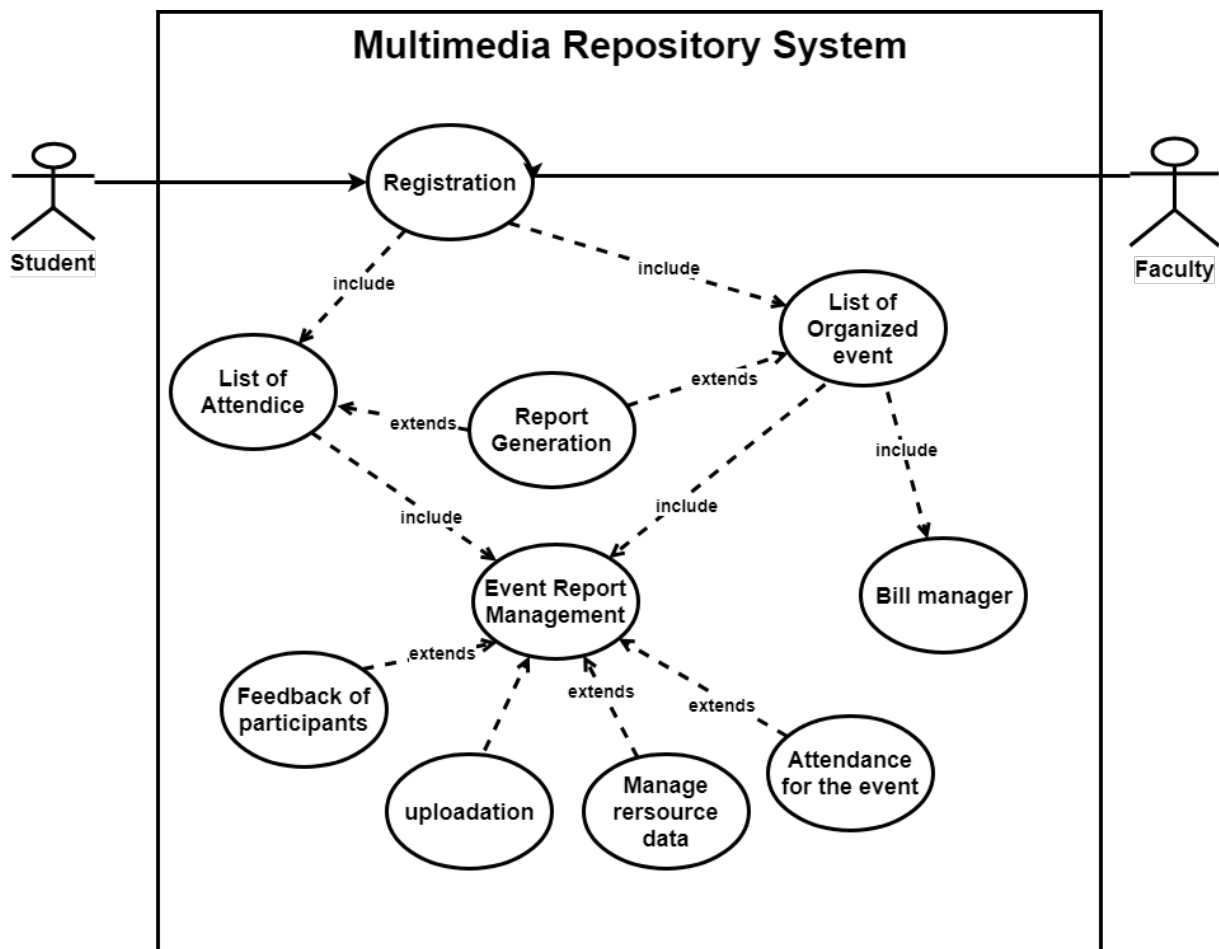 Multimedia Repository System
Registration
Student
Faculty
include
include
List of
Organized
event
List of
Attendice
extends
extends
Report
Generation
include
include
include
Event Report
Management
Bill manager
extends
Feedback of
participants
extends
extends
uploadation
Manage
rersource
data
Attendance
for the event